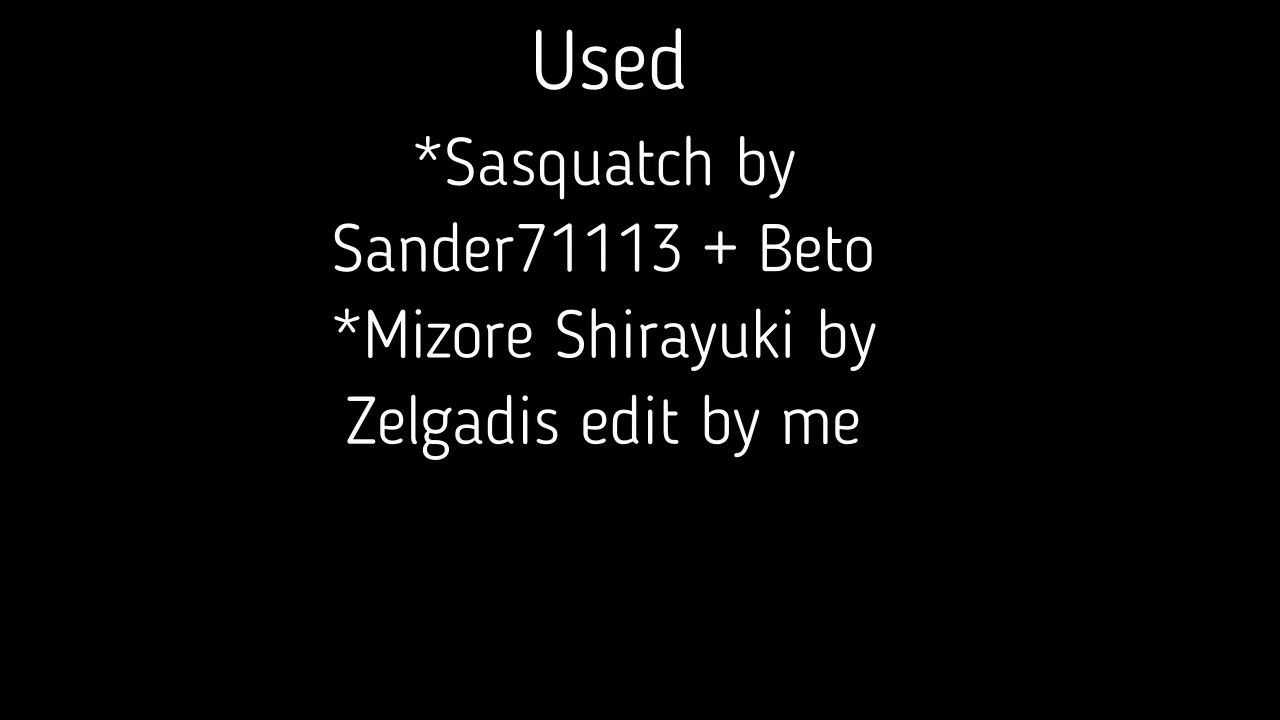 Used
*Sasquatch by
Sander71113 + Beto
*Mizore Shirayuki by
Zelgadis edit by me